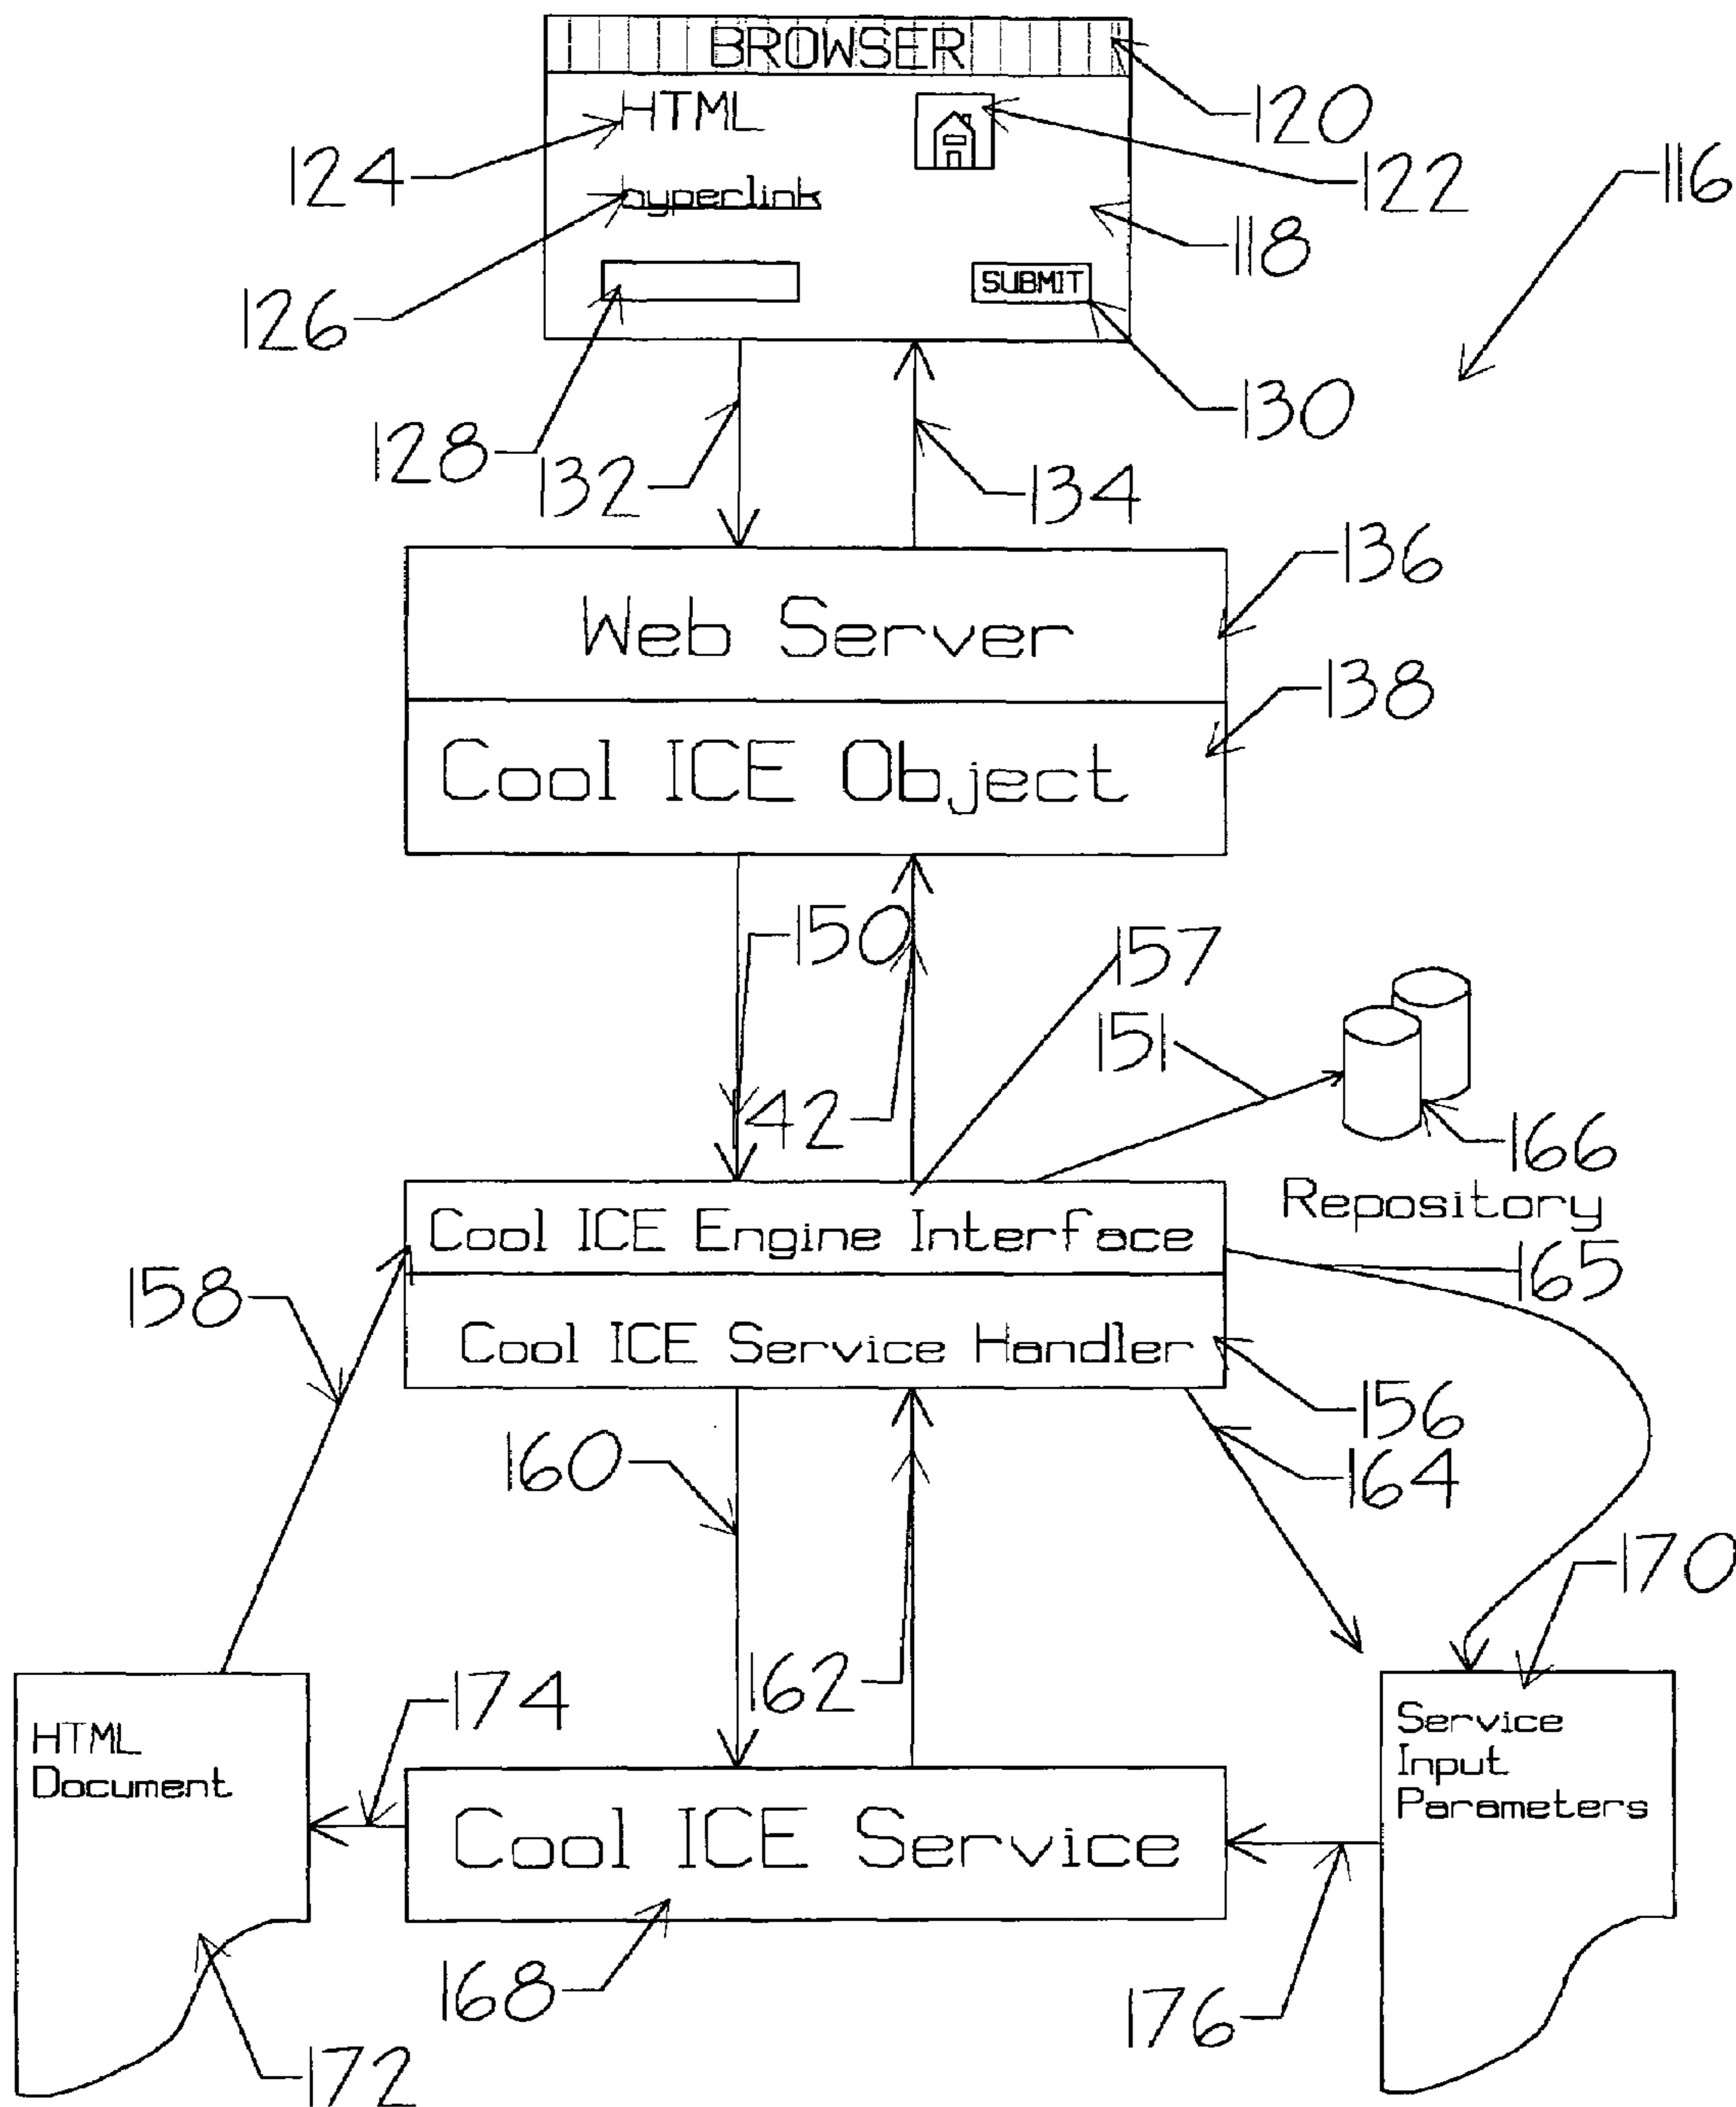 BROWSER
120
HTML
124
122
116
hyperlink
118
126
SUBMIT
128
130
132
134
136
Web Server
138
Cool ICE Object
150
157
151
142
166
Repository
Cool ICE Engine Interface
165
158
Cool ICE Service Handler
156
160
164
170
162
174
HTML
Document
Service
Input
Parameters
Cool ICE Service
168
176
172